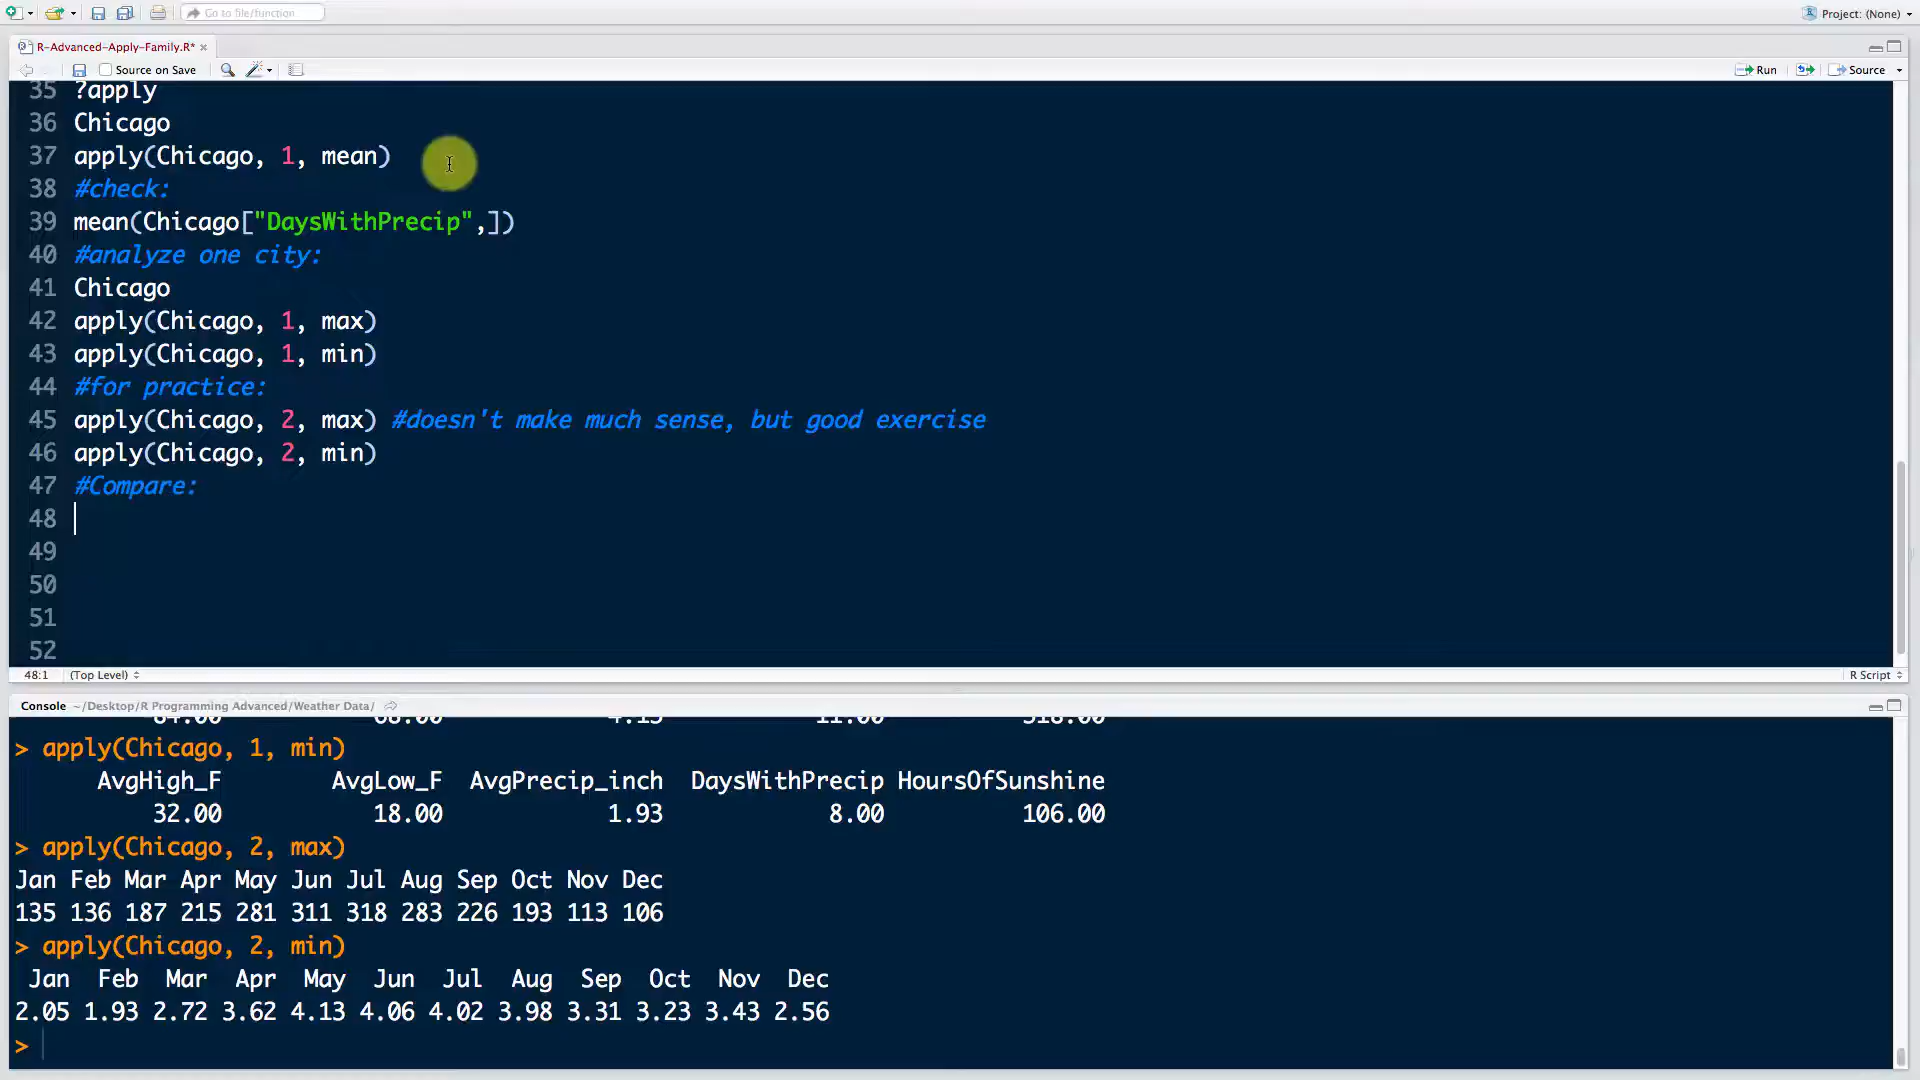 Go to file/function
Project: (None)
R-Advanced-Apply-Family.R*
Source on Save
Run
Source
35 ?apply
36 Chicago
37 apply(Chicago, 1, mean)
38 #check:
39 mean(Chicago["DaysWithPrecip",])
40 #analyze one city:
41 Chicago
42 apply(Chicago, 1, max)
43 apply(Chicago, 1, min)
44 #for practice:
45 apply(Chicago, 2, max) #doesn't make much sense, but good exercise
46 apply(Chicago, 2, min)
47 #Compare:
48
49
50
51
52
48:1 (Top Level) R Script
Console ~/Desktop/R Programming Advanced/Weather Data/
> apply(Chicago, 1, min)
AvgHigh_F AvgLow_F AvgPrecip_inch DaysWithPrecip HoursOfSunshine
32.00 18.00 1.93 8.00 106.00
> apply(Chicago, 2, max)
Jan Feb Mar Apr May Jun Jul Aug Sep Oct Nov Dec
135 136 187 215 281 311 318 283 226 193 113 106
> apply(Chicago, 2, min)
Jan Feb Mar Apr May Jun Jul Aug Sep Oct Nov Dec
2.05 1.93 2.72 3.62 4.13 4.06 4.02 3.98 3.31 3.23 3.43 2.56
>